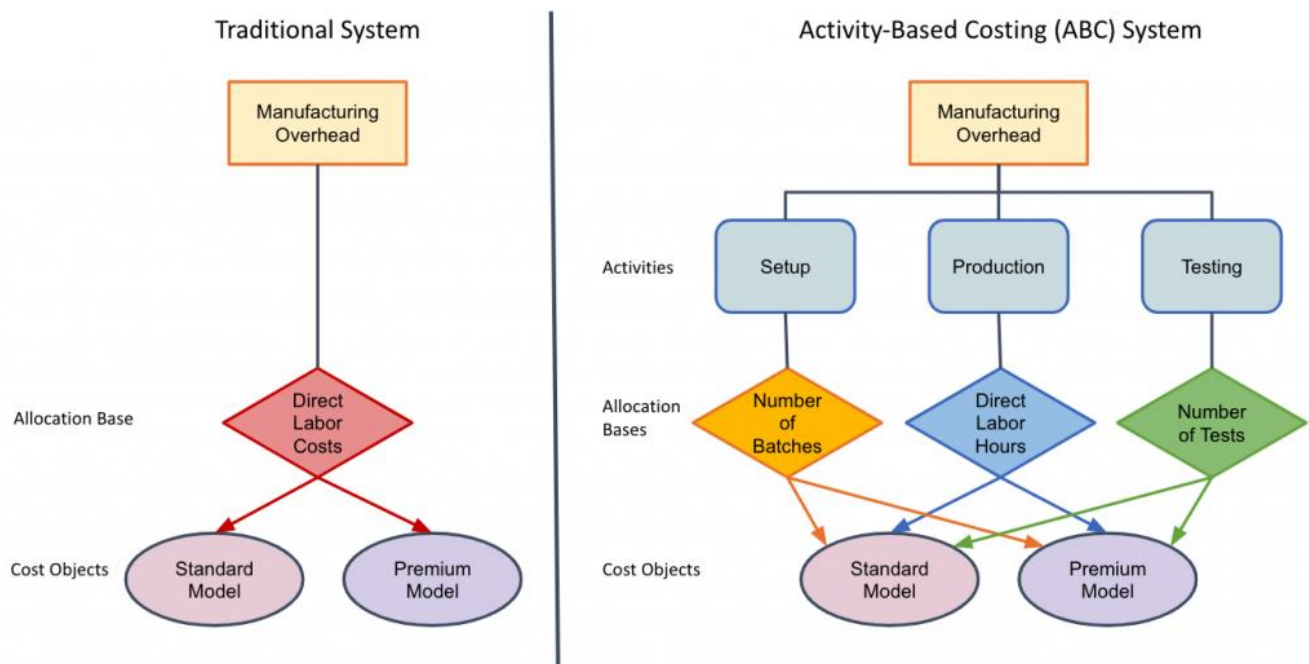 Traditional System
Manufacturing
Overhead
Allocation Base
Direct
Labor
Costs
Cost Objects
Standard
Model
Premium
Model
Activity-Based Costing (ABC) System
Manufacturing
Overhead
Activities
Setup
Production
Testing
Allocation
Bases
Number
of
Batches
Direct
Labor
Hours
Number
of Tests
Cost Objects
Standard
Model
Premium
Model